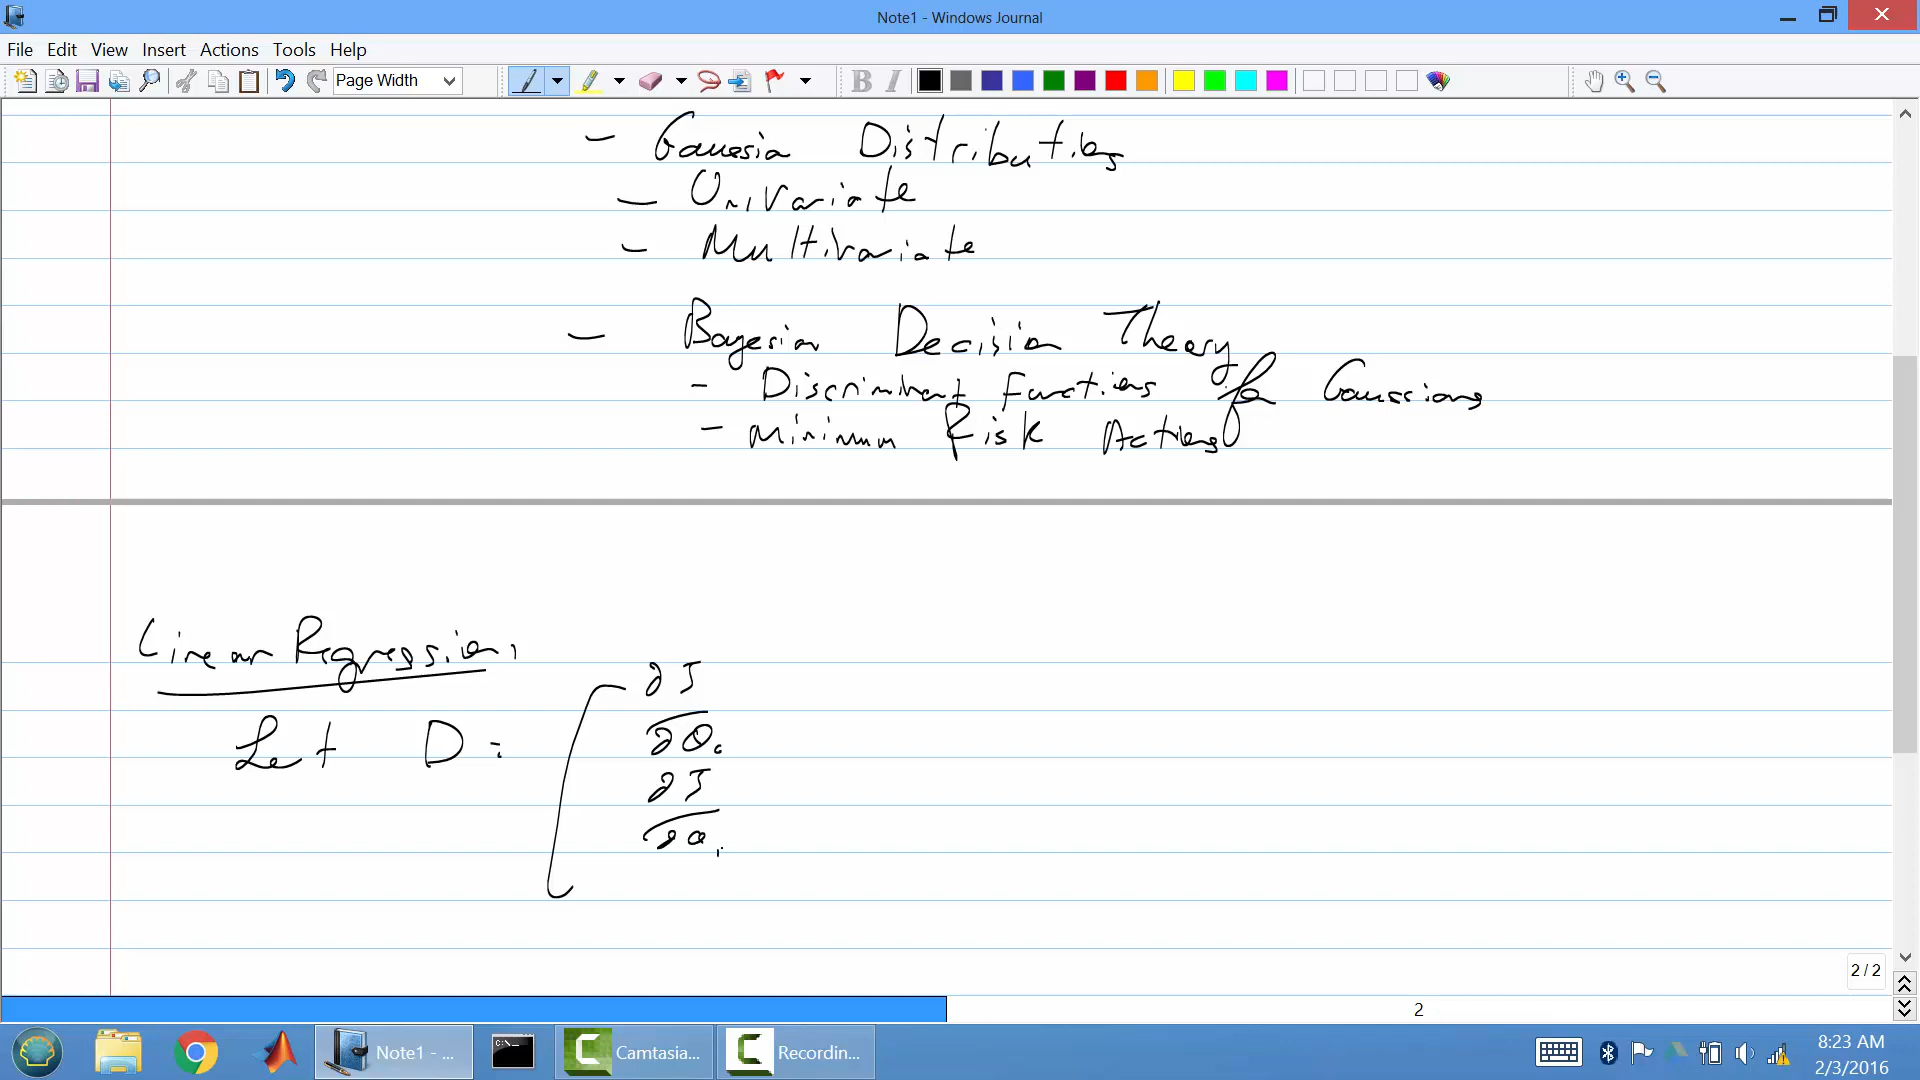 Note1 - Windows Journal
File Edit View Insert Actions Tools Help
Page Width B I
- Gaussia Distributions
- Univariate
- Multivariate
- Bayesian Decision Theory
- Discriminant Functions for Gaussians
- Minimum Risk Actions
Linear Regression:
Let D =
∂J
∂θ₀
∂J
∂θ₁
2 / 2
2
Note1 - ...
C:\_
Camtasia...
Recordin...
8:23 AM
2/3/2016